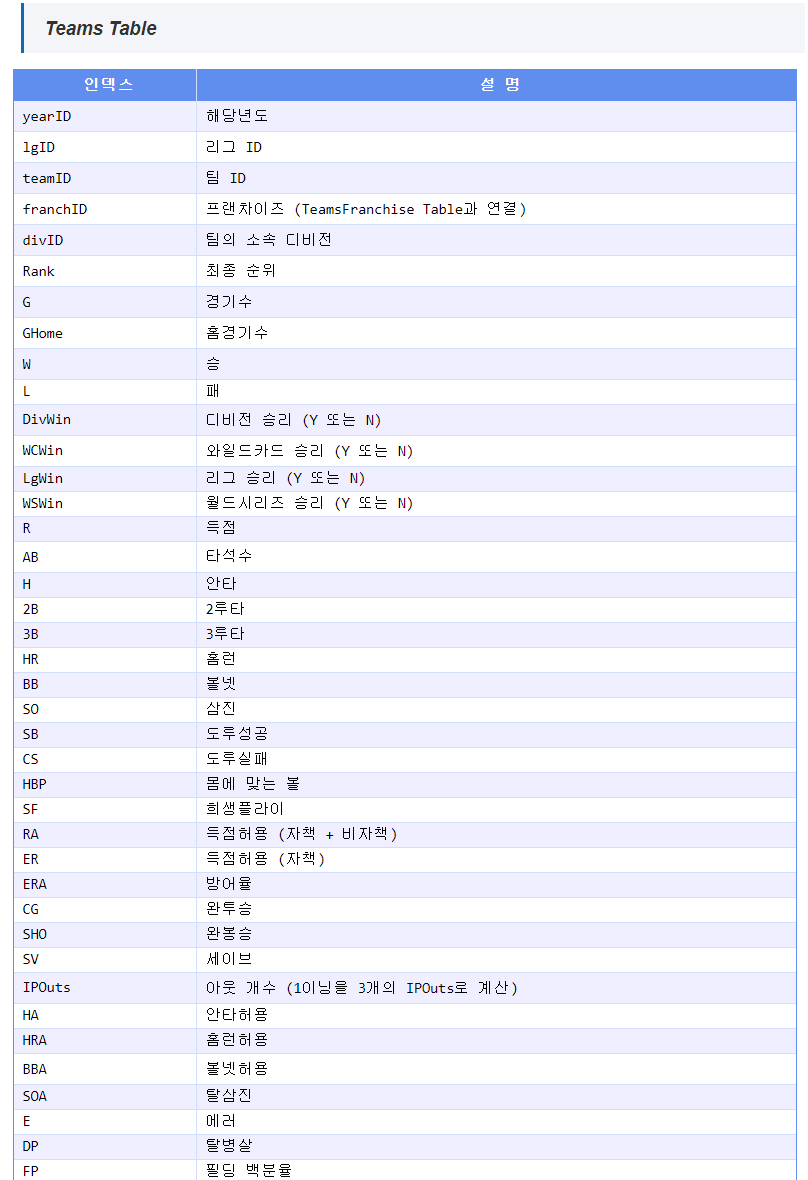 Teams Table
인덱스 설 명
yearID 해당년도
lgID 리그 ID
teamID 팀 ID
franchID 프랜차이즈 (TeamsFranchise Table과 연결)
divID 팀의 소속 디비전
Rank 최종 순위
G 경기수
GHome 홈경기수
W 승
L 패
DivWin 디비전 승리 (Y 또는 N)
WCWin 와일드카드 승리 (Y 또는 N)
LgWin 리그 승리 (Y 또는 N)
WSWin 월드시리즈 승리 (Y 또는 N)
R 득점
AB 타석수
H 안타
2B 2루타
3B 3루타
HR 홈런
BB 볼넷
SO 삼진
SB 도루성공
CS 도루실패
HBP 몸에 맞는 볼
SF 희생플라이
RA 득점허용 (자책 + 비자책)
ER 득점허용 (자책)
ERA 방어율
CG 완투승
SHO 완봉승
SV 세이브
IPOuts 아웃 개수 (1이닝을 3개의 IPOuts로 계산)
HA 안타허용
HRA 홈런허용
BBA 볼넷허용
SOA 탈삼진
E 에러
DP 탈병살
FP 필딩 백분율